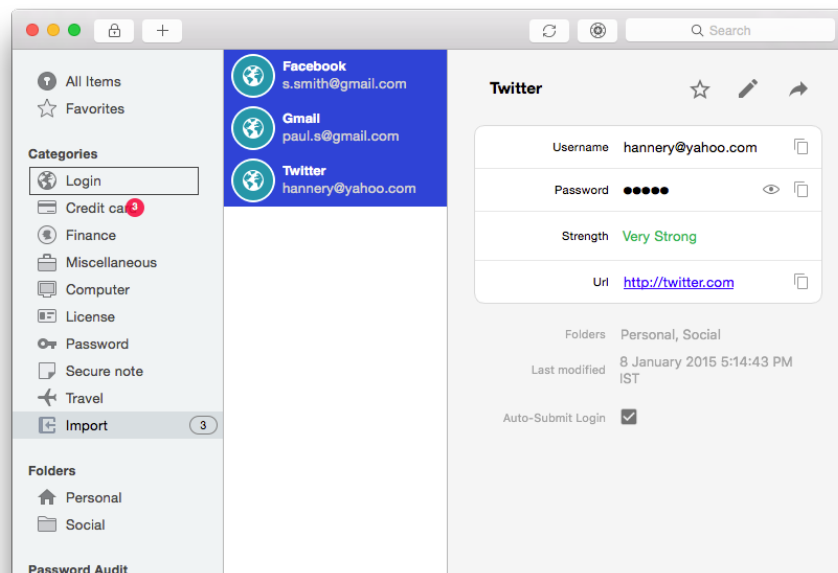 Search
All Items
Favorites
Categories
Login
Credit ca
3
Finance
Miscellaneous
Computer
License
Password
Secure note
Travel
Import
3
Folders
Personal
Social
Password Audit
Facebook
s.smith@gmail.com
Gmail
paul.s@gmail.com
Twitter
hannery@yahoo.com
Twitter
Username hannery@yahoo.com
Password ●●●●●
Strength Very Strong
Url http://twitter.com
Folders Personal, Social
Last modified 8 January 2015 5:14:43 PM
IST
Auto-Submit Login